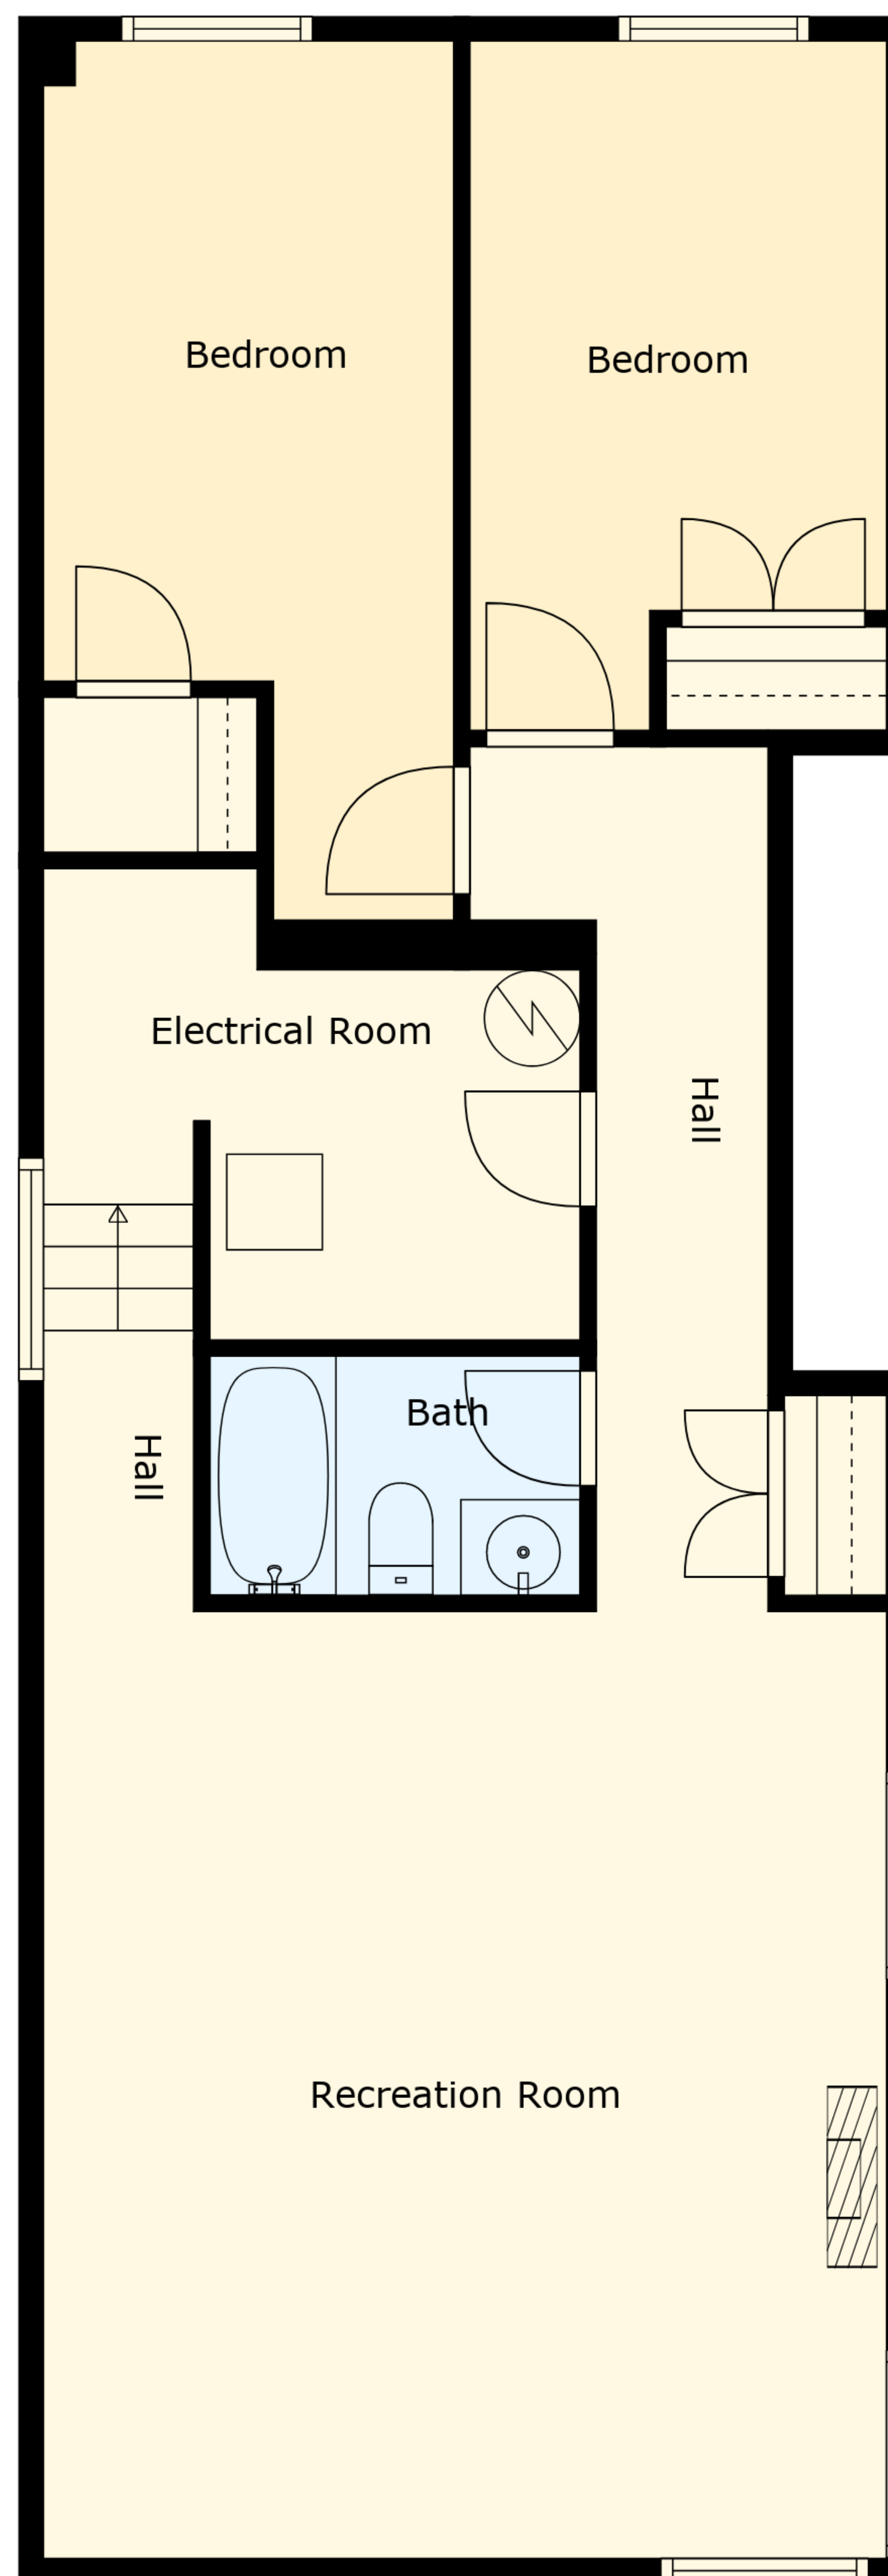 Bedroom
Bedroom
Electrical Room
Hall
Bath
Hall
Recreation Room